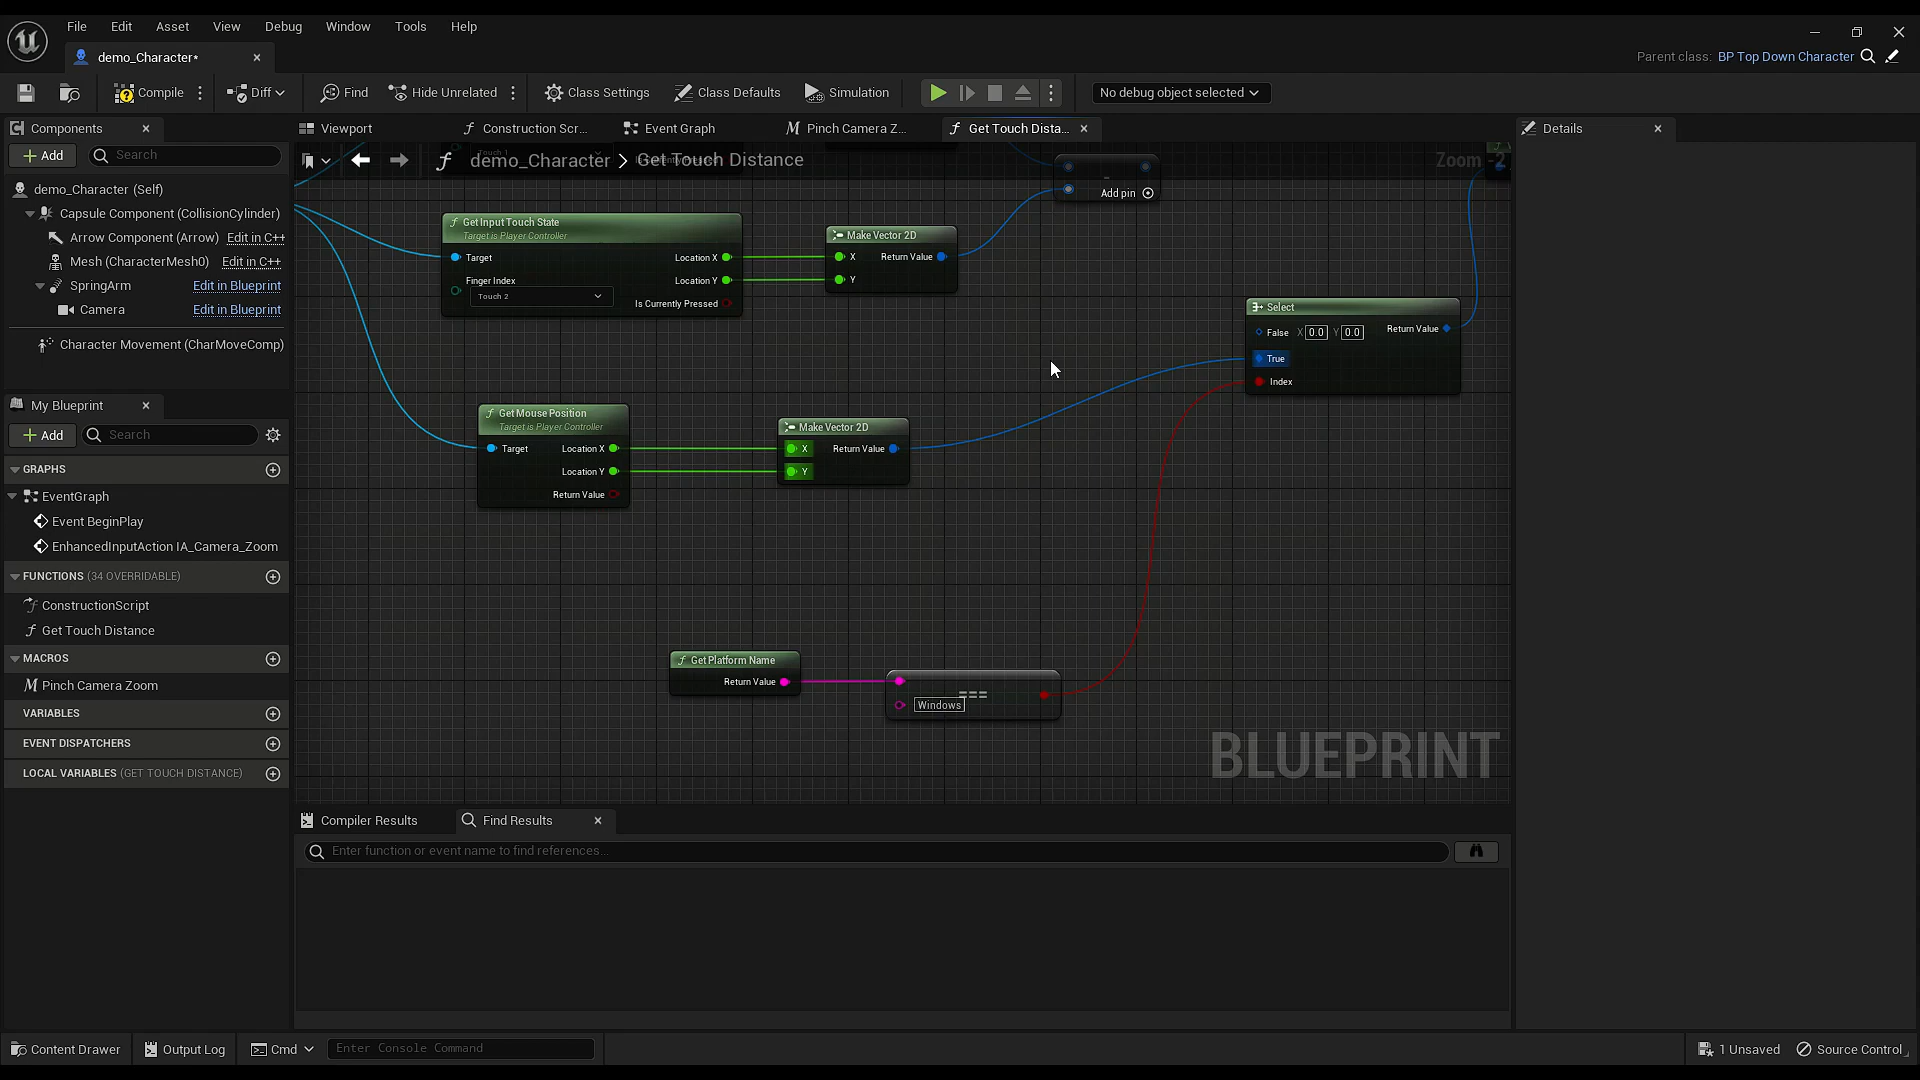 File Edit Asset View Debug Window Tools Help
demo_Character*
Parent class: BP Top Down Character
Compile Diff Find Hide Unrelated Class Settings Class Defaults Simulation No debug object selected
Components
Viewport Construction Scr... Event Graph Pinch Camera Z... Get Touch Dista...
Details
Add Search
demo_Character > Get Touch Distance
Zoom -2
demo_Character (Self)
Capsule Component (CollisionCylinder)
Arrow Component (Arrow) Edit in C++
Mesh (CharacterMesh0) Edit in C++
SpringArm Edit in Blueprint
Camera Edit in Blueprint
Character Movement (CharMoveComp)
My Blueprint
Add Search
GRAPHS
EventGraph
Event BeginPlay
EnhancedInputAction IA_Camera_Zoom
FUNCTIONS (34 OVERRIDABLE)
ConstructionScript
Get Touch Distance
MACROS
Pinch Camera Zoom
VARIABLES
EVENT DISPATCHERS
LOCAL VARIABLES (GET TOUCH DISTANCE)
Touch 1
-
Add pin
Get Input Touch State
Target is Player Controller
Target Location X
Finger Index Location Y
Touch 2
Is Currently Pressed
Make Vector 2D
X Return Value
Y
Select
False X 0.0 Y 0.0 Return Value
True
Index
Get Mouse Position
Target is Player Controller
Target Location X
Location Y
Return Value
Make Vector 2D
X Return Value
Y
Get Platform Name
Return Value
===
Windows
BLUEPRINT
Compiler Results Find Results
Enter function or event name to find references...
Content Drawer Output Log Cmd Enter Console Command 1 Unsaved Source Control